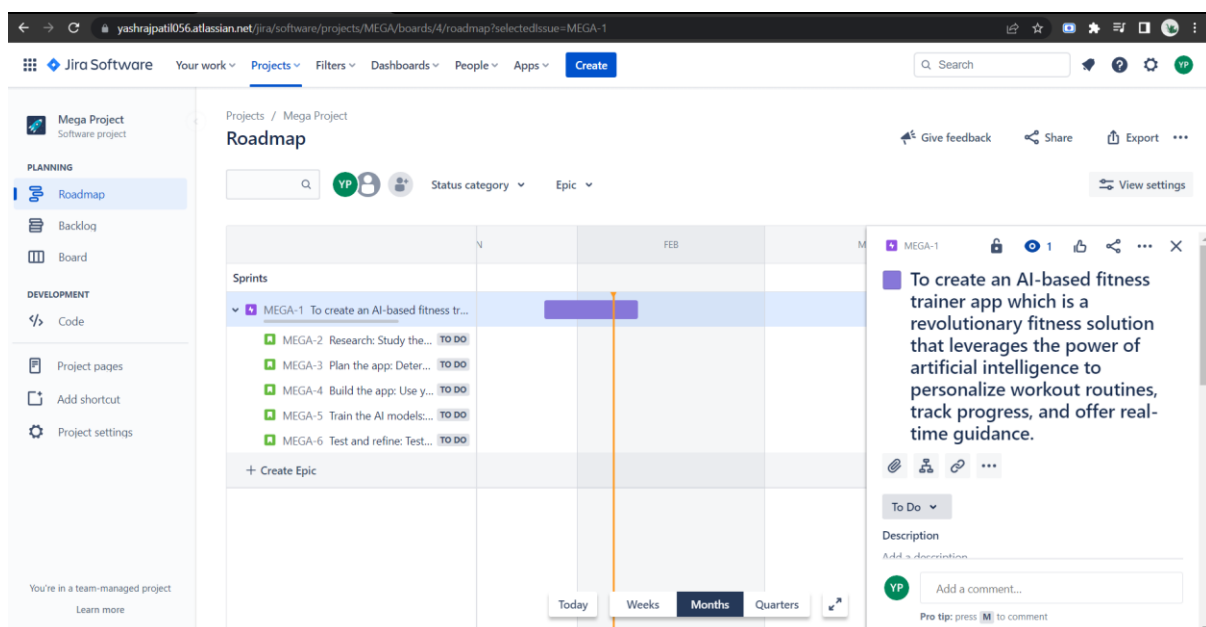 yashrajpatil056.atlassian.net/jira/software/projects/MEGA/boards/4/roadmap?selectedIssue=MEGA-1
Jira Software Your work Projects Filters Dashboards People Apps Create Search YP
Mega Project
Software project
PLANNING
Roadmap
Backlog
Board
DEVELOPMENT
Code
Project pages
Add shortcut
Project settings
You're in a team-managed project
Learn more
Projects / Mega Project
Roadmap
Give feedback Share Export
YP Status category Epic View settings
N FEB M
Sprints
MEGA-1 To create an AI-based fitness tr...
MEGA-2 Research: Study the... TO DO
MEGA-3 Plan the app: Deter... TO DO
MEGA-4 Build the app: Use y... TO DO
MEGA-5 Train the AI models:... TO DO
MEGA-6 Test and refine: Test... TO DO
+ Create Epic
Today Weeks Months Quarters
MEGA-1 1
To create an AI-based fitness
trainer app which is a
revolutionary fitness solution
that leverages the power of
artificial intelligence to
personalize workout routines,
track progress, and offer real-
time guidance.
To Do
Description
Add a description
YP Add a comment...
Pro tip: press M to comment